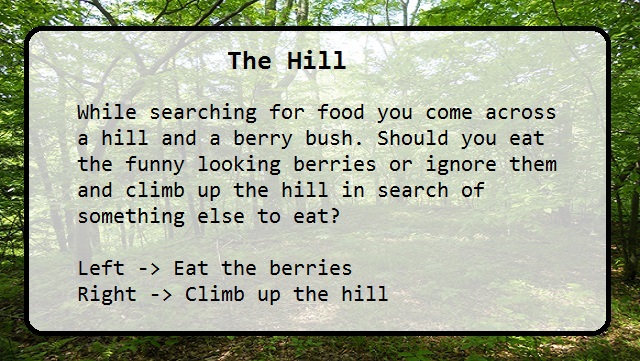 The Hill
While searching for food you come across
a hill and a berry bush. Should you eat
the funny looking berries or ignore them
and climb up the hill in search of
something else to eat?
Left -> Eat the berries
Right -> Climb up the hill